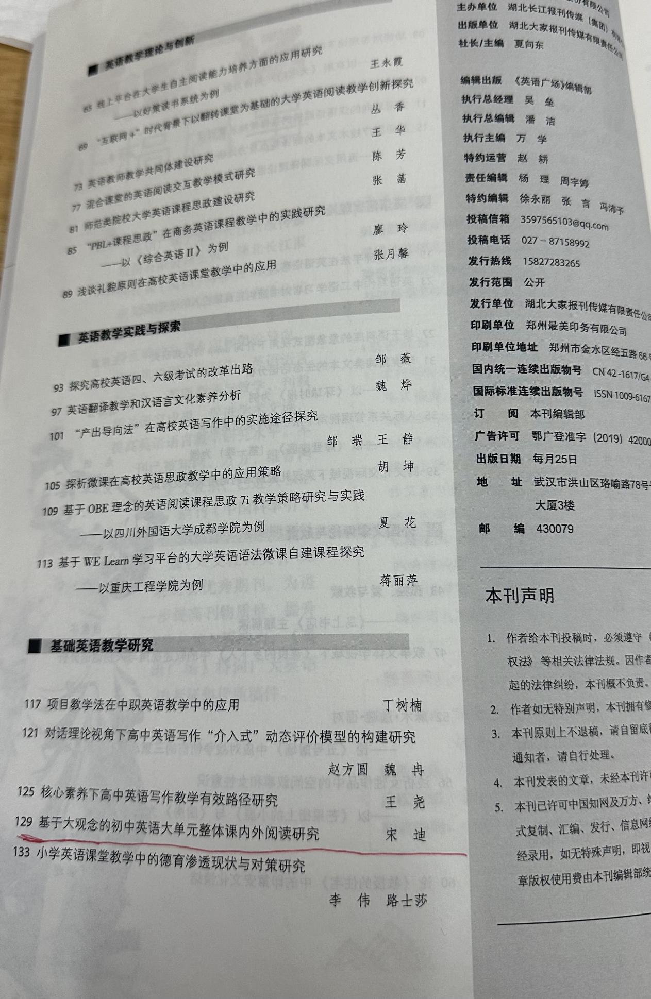 英语教学理论与创新
65 线上平台在大学生自主阅读能力培养方面的应用研究
——以好策读书系统为例
王永霞
69 “互联网+”时代背景下以翻转课堂为基础的大学英语阅读教学创新探究
丛 香
73 英语教师教学共同体建设研究 王 华
77 混合课堂的英语阅读交互教学模式研究 陈 芳
81 师范类院校大学英语课程思政建设研究 张 菡
85 “PBL+课程思政”在商务英语课程教学中的实践研究
——以《综合英语 II》为例 廖 玲
89 浅谈礼貌原则在高校英语课堂教学中的应用 张月馨
英语教学实践与探索
93 探究高校英语四、六级考试的改革出路 邹 薇
97 英语翻译教学和汉语言文化素养分析 魏 烨
101 “产出导向法”在高校英语写作中的实施途径探究
邹 瑞 王 静
105 探析微课在高校英语思政教学中的应用策略 胡 坤
109 基于 OBE 理念的英语阅读课程思政 7i 教学策略研究与实践
——以四川外国语大学成都学院为例 夏 花
113 基于 WE Learn 学习平台的大学英语语法微课自建课程探究
——以重庆工程学院为例 蒋丽萍
基础英语教学研究
117 项目教学法在中职英语教学中的应用 丁树楠
121 对话理论视角下高中英语写作“介入式”动态评价模型的构建研究
赵方圆 魏 冉
125 核心素养下高中英语写作教学有效路径研究 王 尧
129 基于大观念的初中英语大单元整体课内外阅读研究 宋 迪
133 小学英语课堂教学中的德育渗透现状与对策研究
李 伟 路士莎
份有限公司
主办单位 湖北长江报刊传媒（集团）有限
出版单位 湖北大家报刊传媒有限责任公司
社长/主编 夏向东
编辑出版 《英语广场》编辑部
执行总经理 吴 垒
执行总编辑 潘 洁
执行主编 万 学
特约运营 赵 耕
责任编辑 杨 理 周宇婷
特约编辑 徐永丽 张 言 冯沛予
投稿信箱 3597565103@qq.com
投稿电话 027－87158992
发行热线 15827283265
发行范围 公开
发行单位 湖北大家报刊传媒有限责任公司
印刷单位 郑州最美印务有限公司
印刷单位地址 郑州市金水区经五路66号
国内统一连续出版物号 CN 42-1617/G4
国际标准连续出版物号 ISSN 1009-6167
订 阅 本刊编辑部
广告许可 鄂广登准字（2019）42000
出版日期 每月25日
地 址 武汉市洪山区珞喻路78号
大厦3楼
邮 编 430079
本刊声明
1. 作者给本刊投稿时，必须遵守《
权法》等相关法律法规。因作者
起的法律纠纷，本刊概不负责。
2. 作者如无特别声明，本刊拥有修
3. 本刊原则上不退稿，请自留底稿
通知者，请自行处理。
4. 本刊发表的文章，未经本刊许可
5. 本刊已许可中国知网及万方、维
式复制、汇编、发行、信息网络
经录用，如无特殊声明，即视
章版权使用费由本刊编辑部统